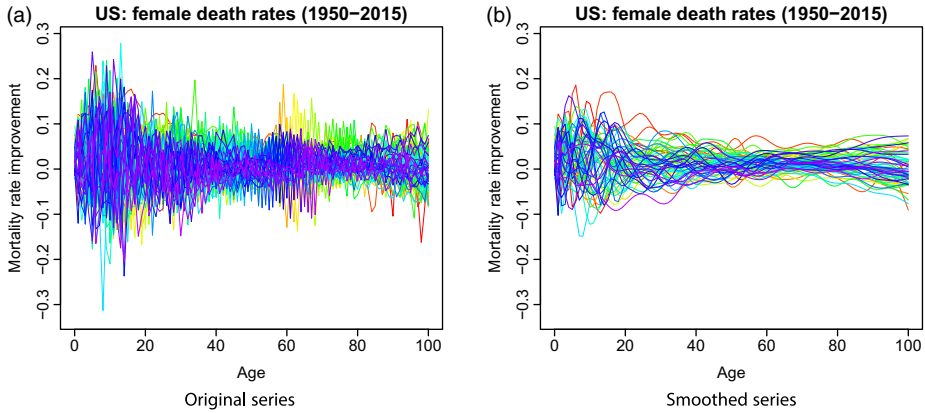 (a)
US: female death rates (1950−2015)
Mortality rate improvement
0.3
0.2
0.1
0.0
−0.1
−0.2
−0.3
0 20 40 60 80 100
Age
Original series
(b)
US: female death rates (1950−2015)
Mortality rate improvement
0.3
0.2
0.1
0.0
−0.1
−0.2
−0.3
0 20 40 60 80 100
Age
Smoothed series